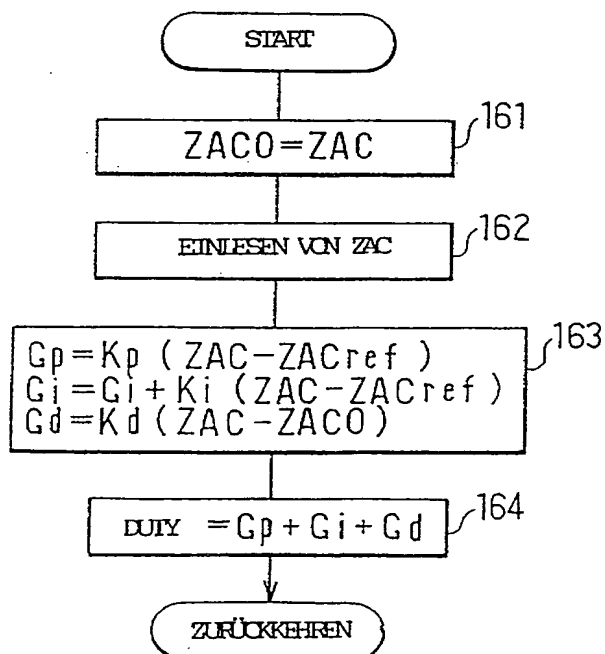 START
161
ZACO=ZAC
162
EINLESEN VON ZAC
163
Gp=Kp (ZAC-ZACref)
Gi=Gi+Ki (ZAC-ZACref)
Gd=Kd (ZAC-ZACO)
164
DUTY =Gp+Gi+Gd
ZURÜCKKEHREN